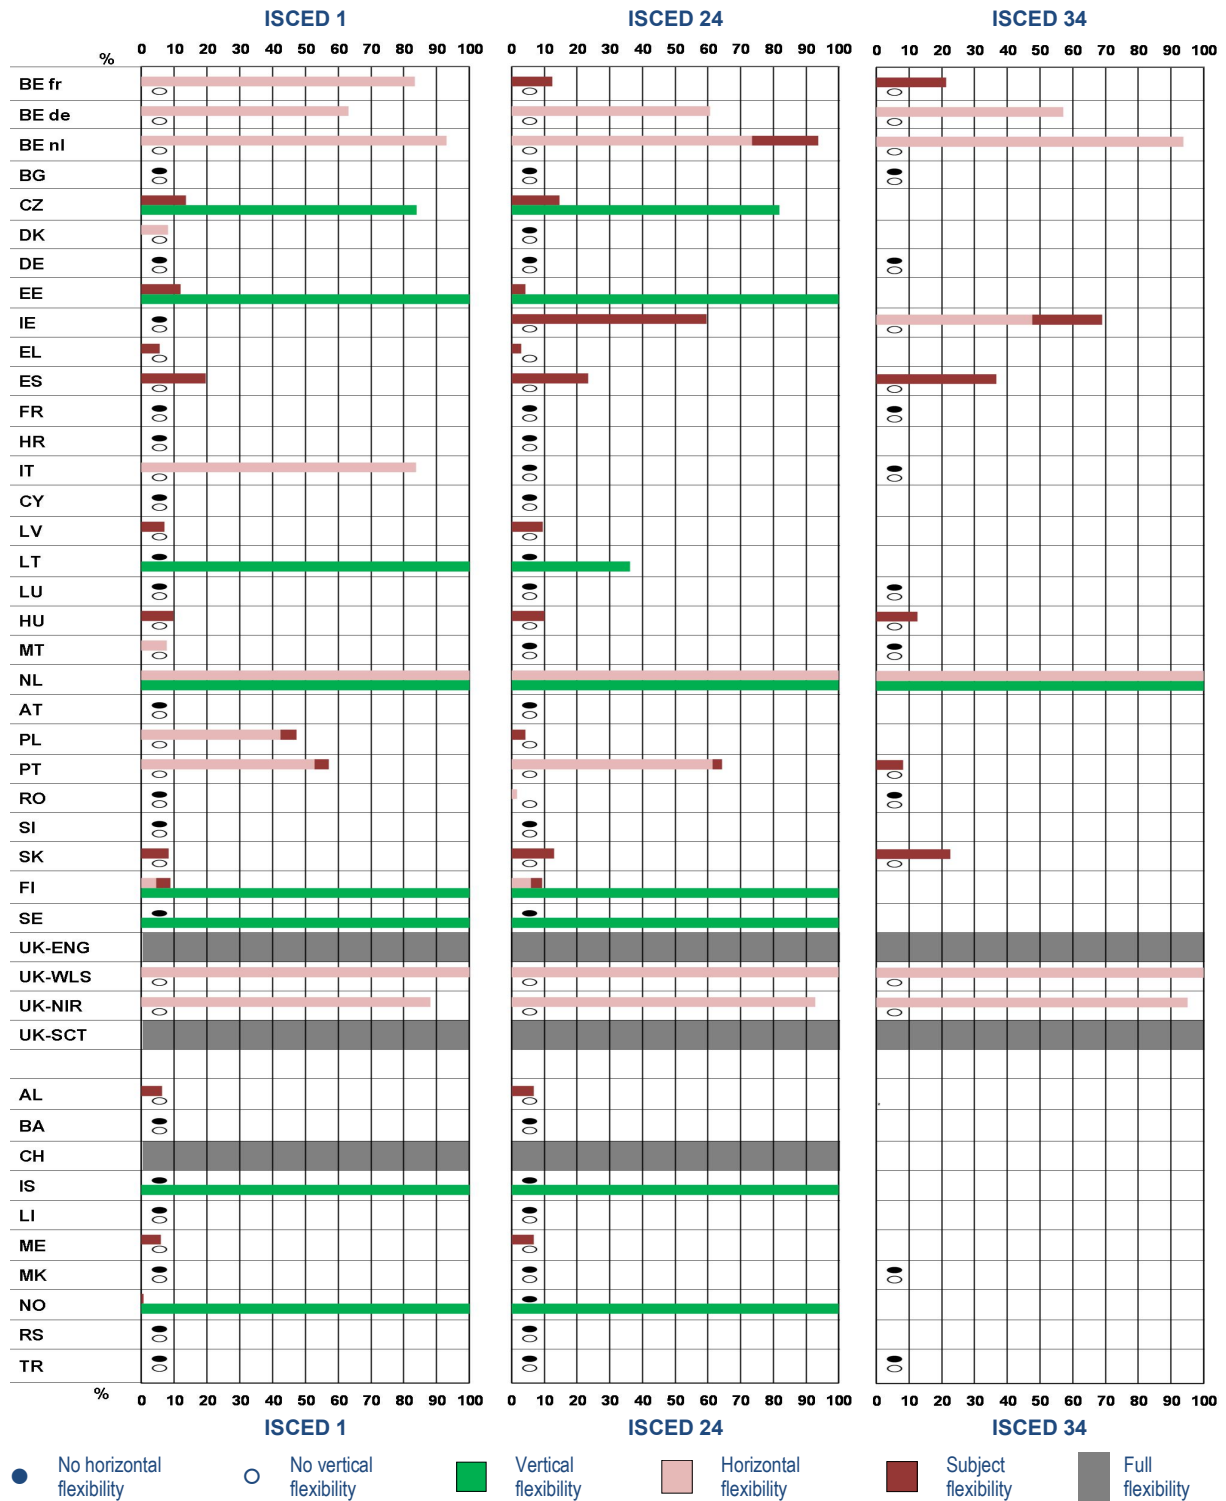 ISCED 1 ISCED 24 ISCED 34
% 0 10 20 30 40 50 60 70 80 90 100 0 10 20 30 40 50 60 70 80 90 100 0 10 20 30 40 50 60 70 80 90 100
BE fr
BE de
BE nl
BG
CZ
DK
DE
EE
IE
EL
ES
FR
HR
IT
CY
LV
LT
LU
HU
MT
NL
AT
PL
PT
RO
SI
SK
FI
SE
UK-ENG
UK-WLS
UK-NIR
UK-SCT
AL
BA
CH
IS
LI
ME
MK
NO
RS
TR
% 0 10 20 30 40 50 60 70 80 90 100 0 10 20 30 40 50 60 70 80 90 100 0 10 20 30 40 50 60 70 80 90 100
ISCED 1 ISCED 24 ISCED 34
No horizontal
flexibility
No vertical
flexibility
Vertical
flexibility
Horizontal
flexibility
Subject
flexibility
Full
flexibility